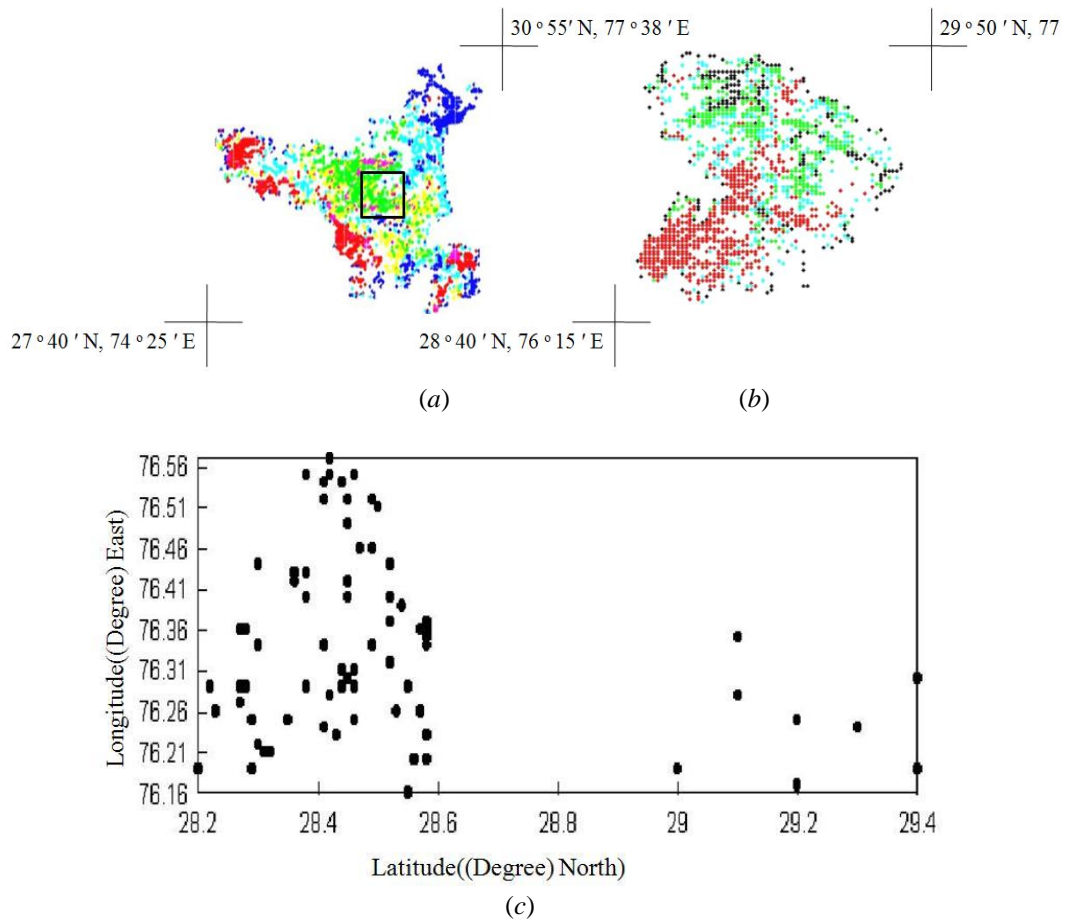 30 ° 55′ N, 77 ° 38′ E
29 ° 50 ′ N, 77
27 ° 40 ′ N, 74 ° 25 ′ E
28 ° 40 ′ N, 76 ° 15 ′ E
(a)
(b)
Longitude((Degree) East)
76.56
76.51
76.46
76.41
76.36
76.31
76.26
76.21
76.16
28.2 28.4 28.6 28.8 29 29.2 29.4
Latitude((Degree) North)
(c)